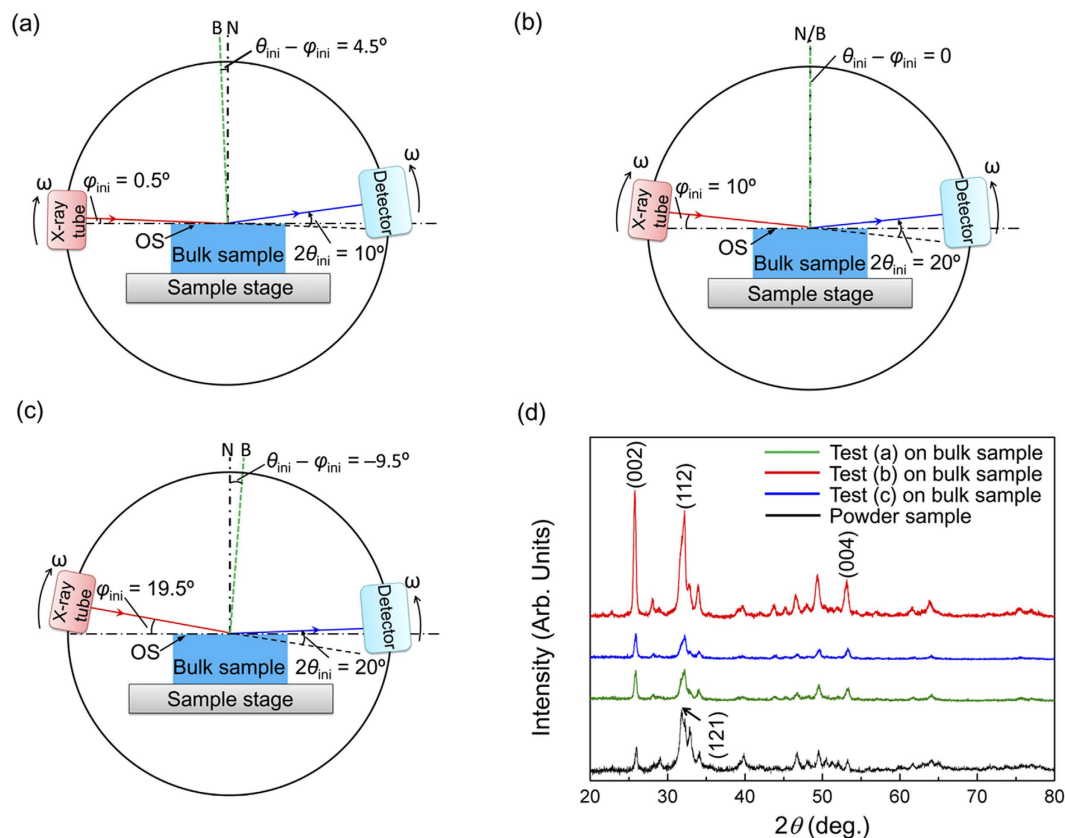 (a)
B N
θini − φini = 4.5º
ω
φini = 0.5º
X-ray
tube
OS
Bulk sample
Sample stage
2θini = 10º
Detector
ω
(b)
N/B
θini − φini = 0
ω
φini = 10º
X-ray
tube
OS
Bulk sample
Sample stage
2θini = 20º
Detector
ω
(c)
N B
θini − φini = −9.5º
ω
φini = 19.5º
X-ray
tube
OS
Bulk sample
Sample stage
2θini = 20º
Detector
ω
(d)
Intensity (Arb. Units)
(002)
(112)
(004)
(121)
Test (a) on bulk sample
Test (b) on bulk sample
Test (c) on bulk sample
Powder sample
20 30 40 50 60 70 80
2θ (deg.)